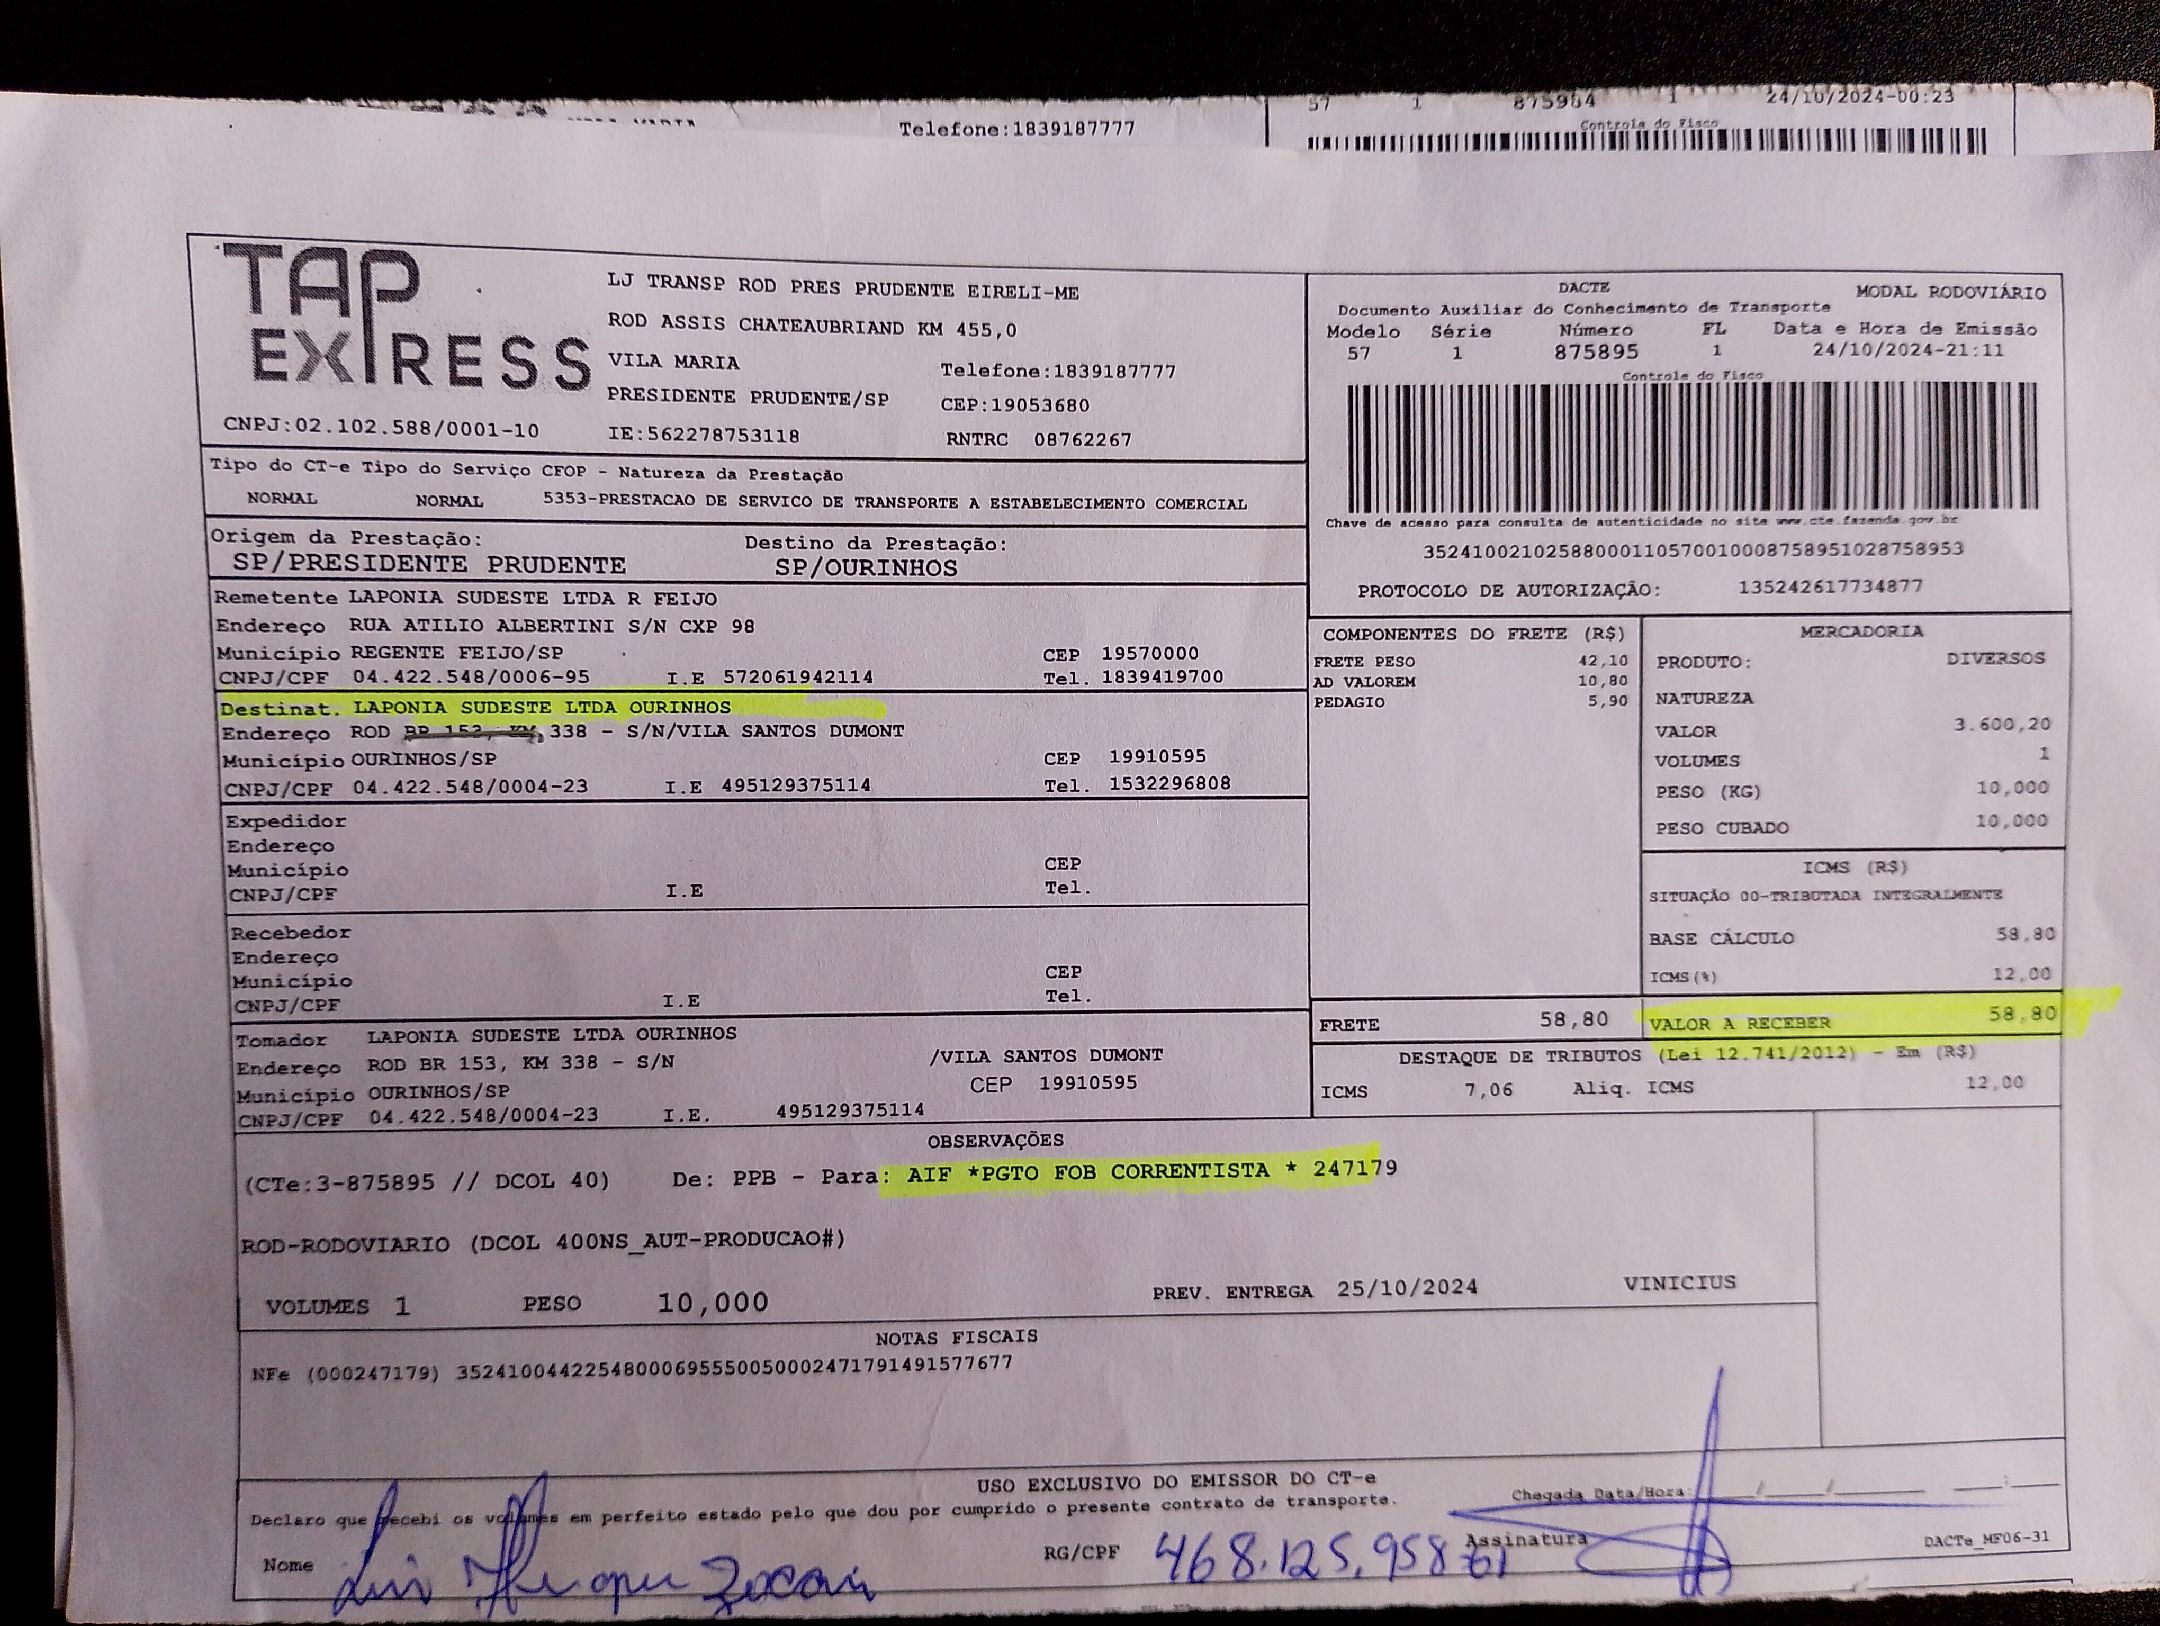 Telefone:1839187777
57 1 875904 1 24/10/2024-00:23
Controle do Fisco
TAP EXPRESS
CNPJ:02.102.588/0001-10
LJ TRANSP ROD PRES PRUDENTE EIRELI-ME
ROD ASSIS CHATEAUBRIAND KM 455,0
VILA MARIA Telefone:1839187777
PRESIDENTE PRUDENTE/SP CEP:19053680
IE:562278753118 RNTRC 08762267
DACTE MODAL RODOVIÁRIO
Documento Auxiliar do Conhecimento de Transporte
Modelo Série Número FL Data e Hora de Emissão
57 1 875895 1 24/10/2024-21:11
Controle do Fisco
Chave de acesso para consulta de autenticidade no site www.cte.fazenda.gov.br
35241002102588000110570010008758951028758953
PROTOCOLO DE AUTORIZAÇÃO: 135242617734877
Tipo do CT-e Tipo do Serviço CFOP - Natureza da Prestação
NORMAL NORMAL 5353-PRESTACAO DE SERVICO DE TRANSPORTE A ESTABELECIMENTO COMERCIAL
Origem da Prestação: Destino da Prestação:
SP/PRESIDENTE PRUDENTE SP/OURINHOS
Remetente LAPONIA SUDESTE LTDA R FEIJO
Endereço RUA ATILIO ALBERTINI S/N CXP 98
Município REGENTE FEIJO/SP CEP 19570000
CNPJ/CPF 04.422.548/0006-95 I.E 572061942114 Tel. 1839419700
Destinat. LAPONIA SUDESTE LTDA OURINHOS
Endereço ROD BR 153, KM, 338 - S/N/VILA SANTOS DUMONT
Município OURINHOS/SP CEP 19910595
CNPJ/CPF 04.422.548/0004-23 I.E 495129375114 Tel. 1532296808
Expedidor
Endereço
Município CEP
CNPJ/CPF I.E Tel.
Recebedor
Endereço
Município CEP
CNPJ/CPF I.E Tel.
Tomador LAPONIA SUDESTE LTDA OURINHOS
Endereço ROD BR 153, KM 338 - S/N /VILA SANTOS DUMONT
Município OURINHOS/SP CEP 19910595
CNPJ/CPF 04.422.548/0004-23 I.E. 495129375114
COMPONENTES DO FRETE (R$)
FRETE PESO 42,10
AD VALOREM 10,80
PEDAGIO 5,90
MERCADORIA
PRODUTO: DIVERSOS
NATUREZA
VALOR 3.600,20
VOLUMES 1
PESO (KG) 10,000
PESO CUBADO 10,000
ICMS (R$)
SITUAÇÃO 00-TRIBUTADA INTEGRALMENTE
BASE CÁLCULO 58,80
ICMS(%) 12,00
FRETE 58,80 VALOR A RECEBER 58,80
DESTAQUE DE TRIBUTOS (Lei 12.741/2012) - Em (R$)
ICMS 7,06 Aliq. ICMS 12,00
OBSERVAÇÕES
(CTe:3-875895 // DCOL 40) De: PPB - Para: AIF *PGTO FOB CORRENTISTA * 247179
ROD-RODOVIARIO (DCOL 400NS_AUT-PRODUCAO#)
VOLUMES 1 PESO 10,000 PREV. ENTREGA 25/10/2024 VINICIUS
NOTAS FISCAIS
NFe (000247179) 35241004422548000695550050002471791491577677
USO EXCLUSIVO DO EMISSOR DO CT-e
Declaro que recebi os volumes em perfeito estado pelo que dou por cumprido o presente contrato de transporte.
Chegada Data/Hora: / / :
Nome RG/CPF 468.125.958 61 Assinatura DACTe_MF06-31